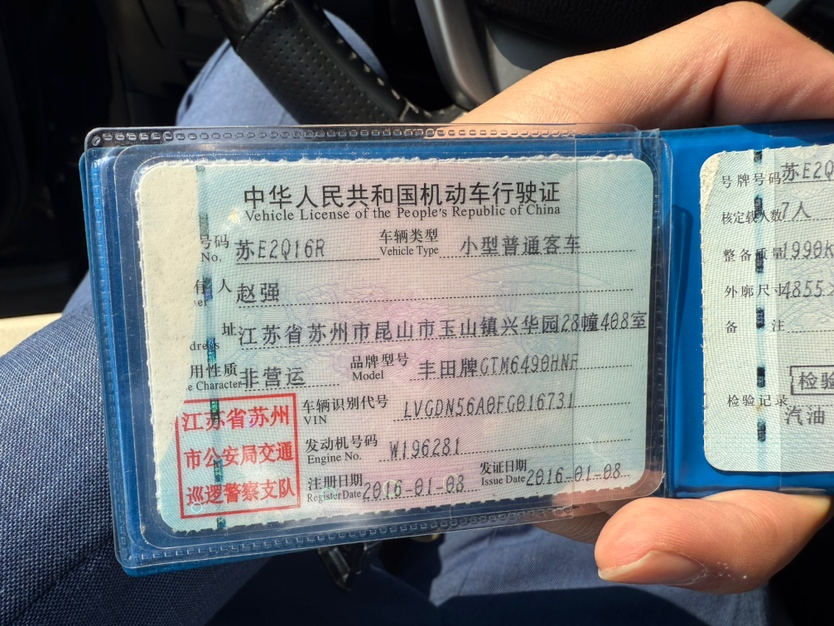 中华人民共和国机动车行驶证
Vehicle License of the People's Republic of China
号码 苏E2Q16R 车辆类型 小型普通客车
No. Vehicle Type
人 赵强
er
址 江苏省苏州市昆山市玉山镇兴华园28幢408室
dress
用性质 非营运 品牌型号 丰田牌GTM6490HNF
e Character Model
江苏省苏州
市公安局交通
巡逻警察支队
车辆识别代号 LVGDN56A0FG016731
VIN
发动机号码 W196281
Engine No.
注册日期 2016-01-08 发证日期 2016-01-08
Register Date Issue Date
号牌号码 苏E2Q
核定载人数 7人
整备质量 1990K
外廓尺寸 4855×
备 注
检验
检验记录
汽油